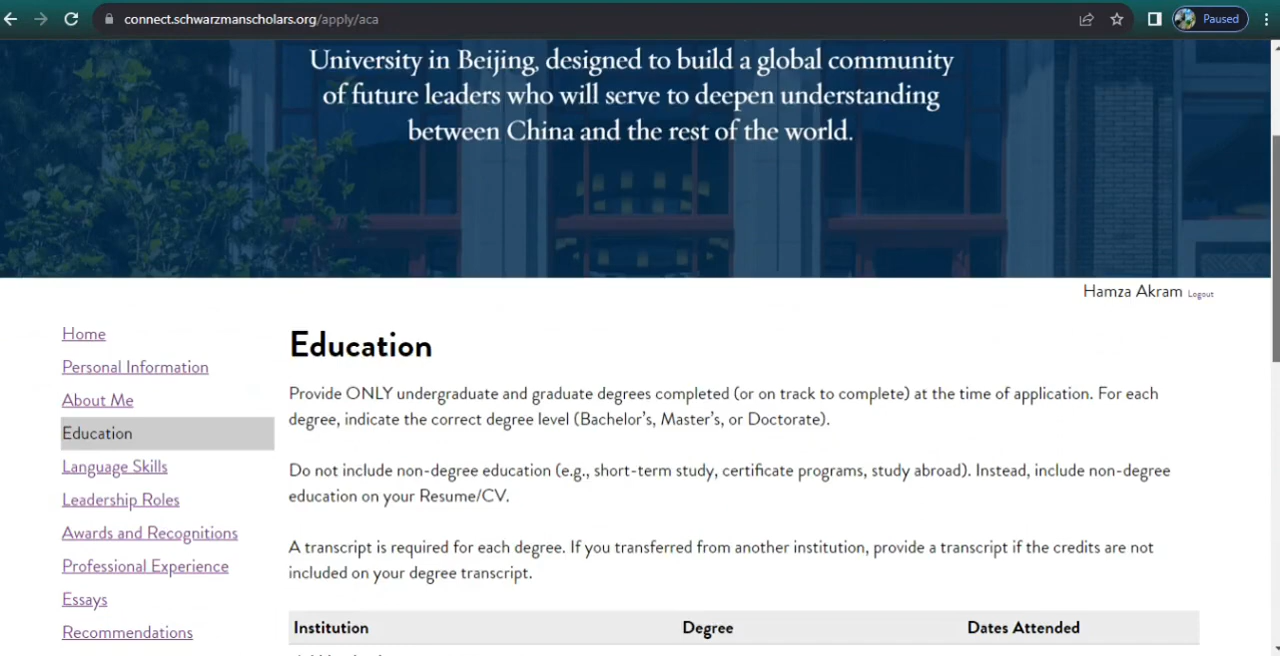 connect.schwarzmanscholars.org/apply/aca
Paused
University in Beijing, designed to build a global community
of future leaders who will serve to deepen understanding
between China and the rest of the world.
Hamza Akram Logout
Home
Personal Information
About Me
Education
Language Skills
Leadership Roles
Awards and Recognitions
Professional Experience
Essays
Recommendations
Education
Provide ONLY undergraduate and graduate degrees completed (or on track to complete) at the time of application. For each
degree, indicate the correct degree level (Bachelor's, Master's, or Doctorate).
Do not include non-degree education (e.g., short-term study, certificate programs, study abroad). Instead, include non-degree
education on your Resume/CV.
A transcript is required for each degree. If you transferred from another institution, provide a transcript if the credits are not
included on your degree transcript.
Institution Degree Dates Attended